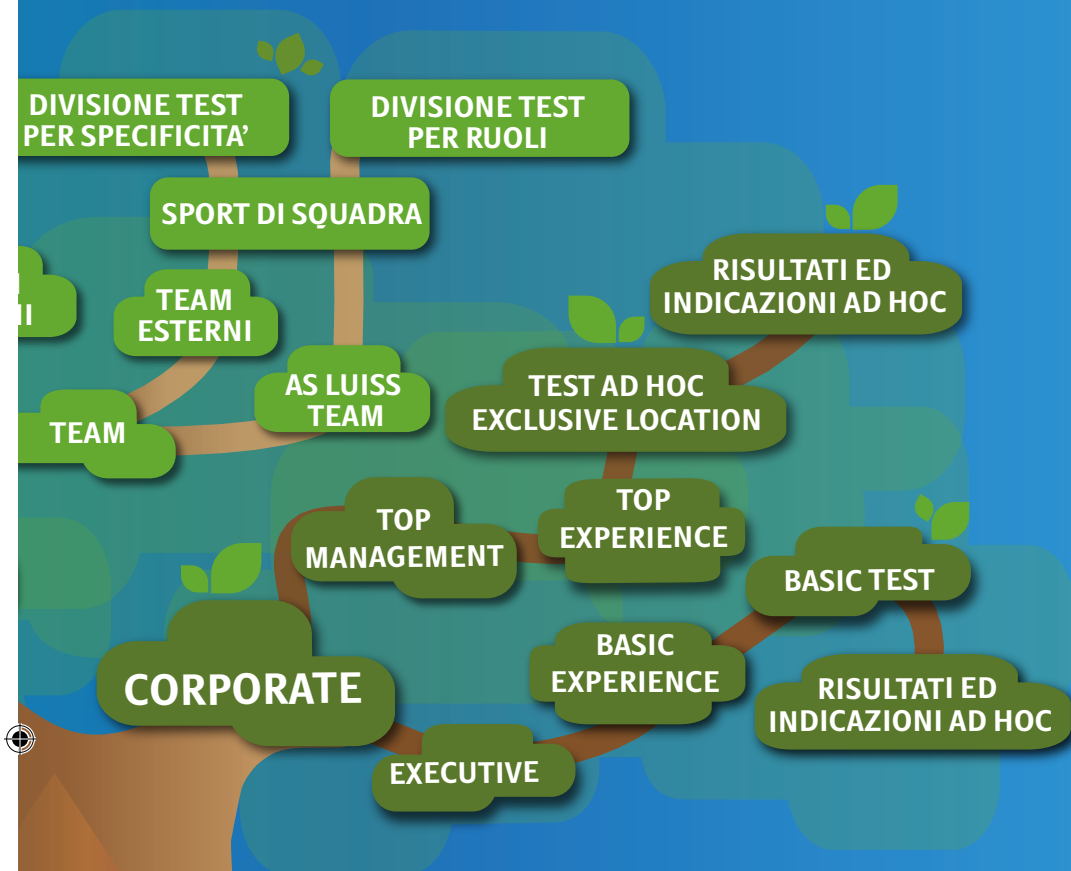 DIVISIONE TEST
PER SPECIFICITA'
DIVISIONE TEST
PER RUOLI
SPORT DI SQUADRA
TEAM
ESTERNI
AS LUISS
TEAM
TEAM
RISULTATI ED
INDICAZIONI AD HOC
TEST AD HOC
EXCLUSIVE LOCATION
TOP
EXPERIENCE
TOP
MANAGEMENT
CORPORATE
EXECUTIVE
BASIC
EXPERIENCE
BASIC TEST
RISULTATI ED
INDICAZIONI AD HOC